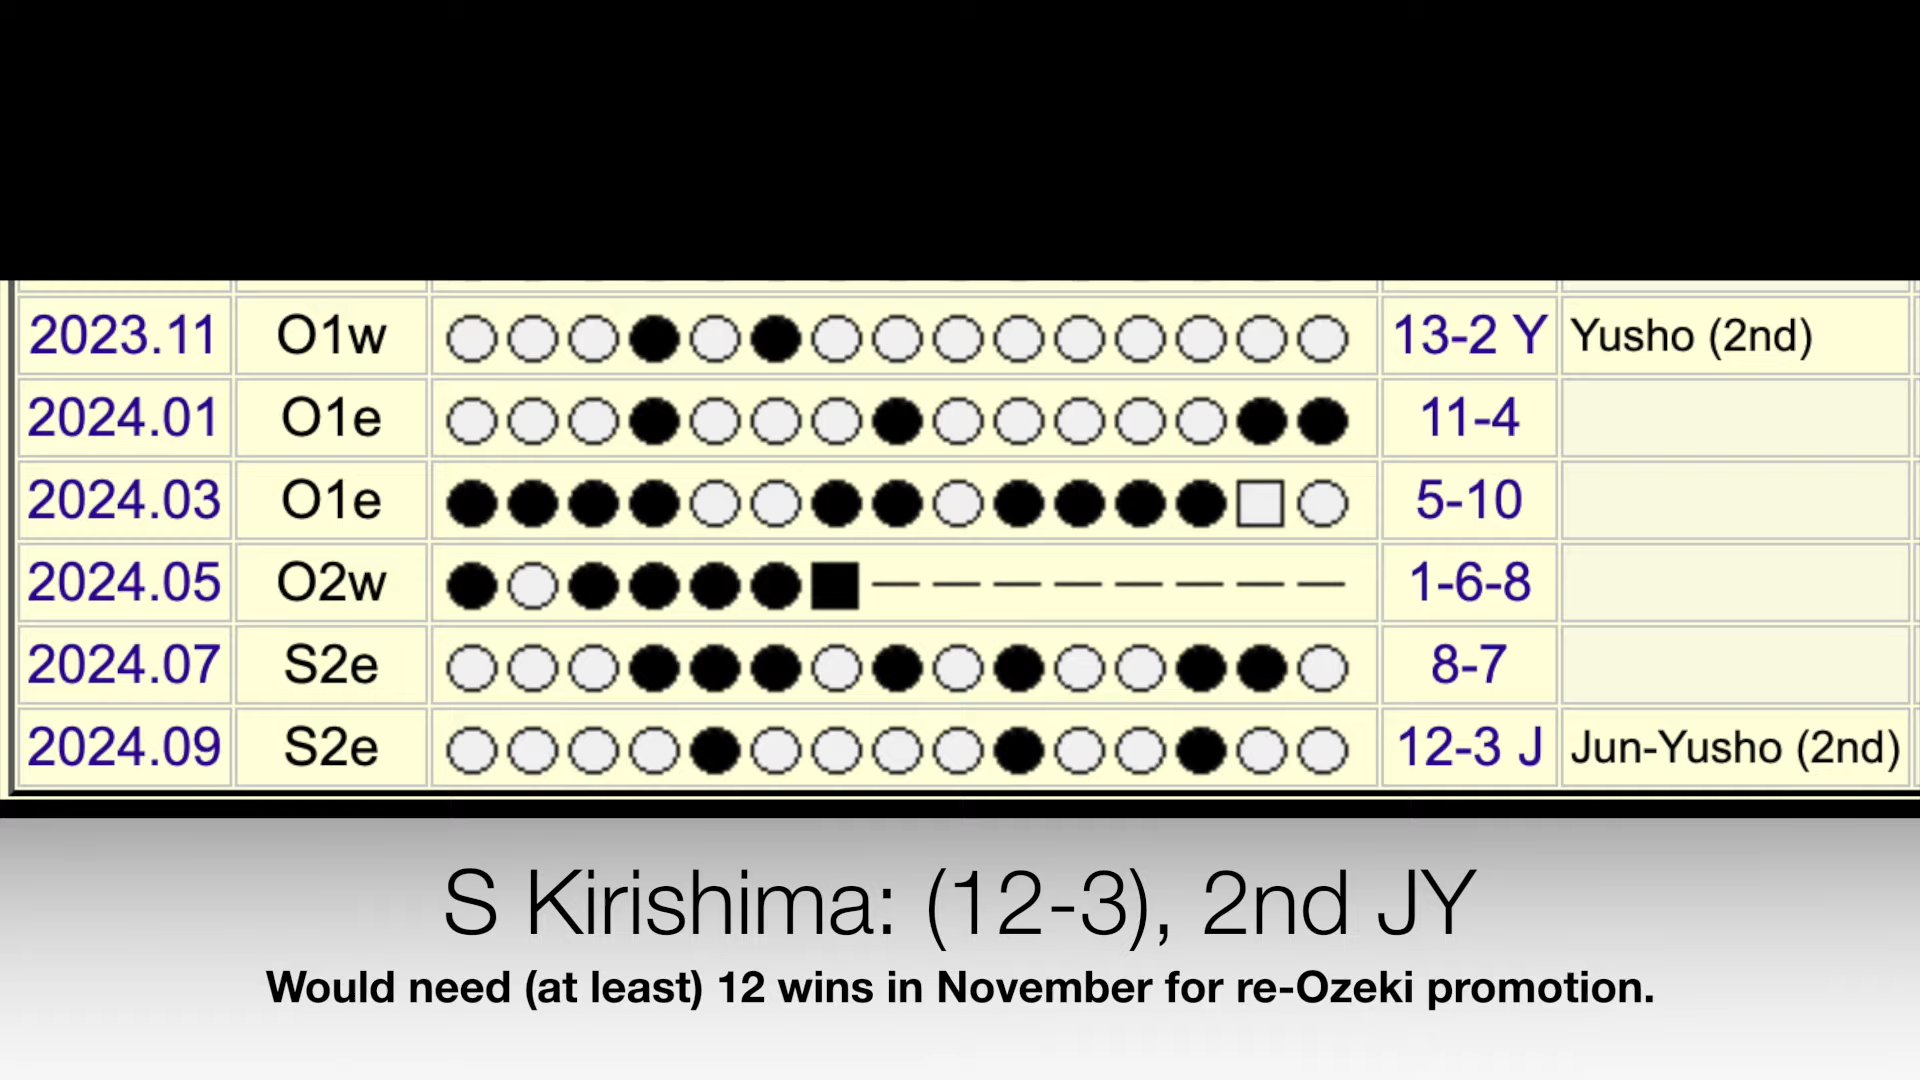 2023.11 O1w 13-2 Y Yusho (2nd)
2024.01 O1e 11-4
2024.03 O1e 5-10
2024.05 O2w 1-6-8
2024.07 S2e 8-7
2024.09 S2e 12-3 J Jun-Yusho (2nd)
S Kirishima: (12-3), 2nd JY
Would need (at least) 12 wins in November for re-Ozeki promotion.